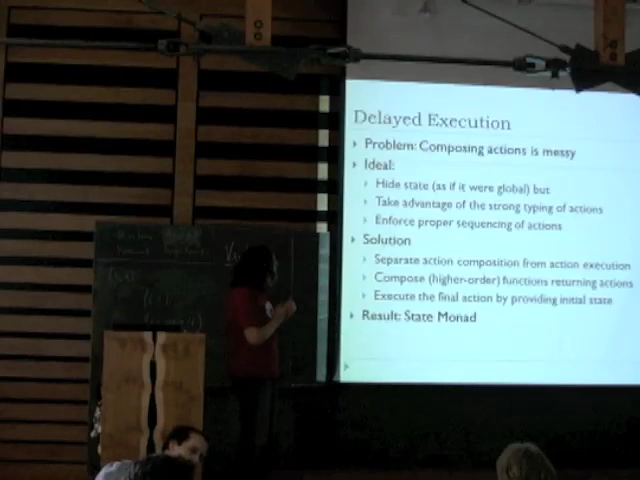 Delayed Execution
Problem: Composing actions is messy
Ideal:
Hide state (as if it were global) but
Take advantage of the strong typing of actions
Enforce proper sequencing of actions
Solution
Separate action composition from action execution
Compose (higher-order) functions returning actions
Execute the final action by providing initial state
Result: State Monad